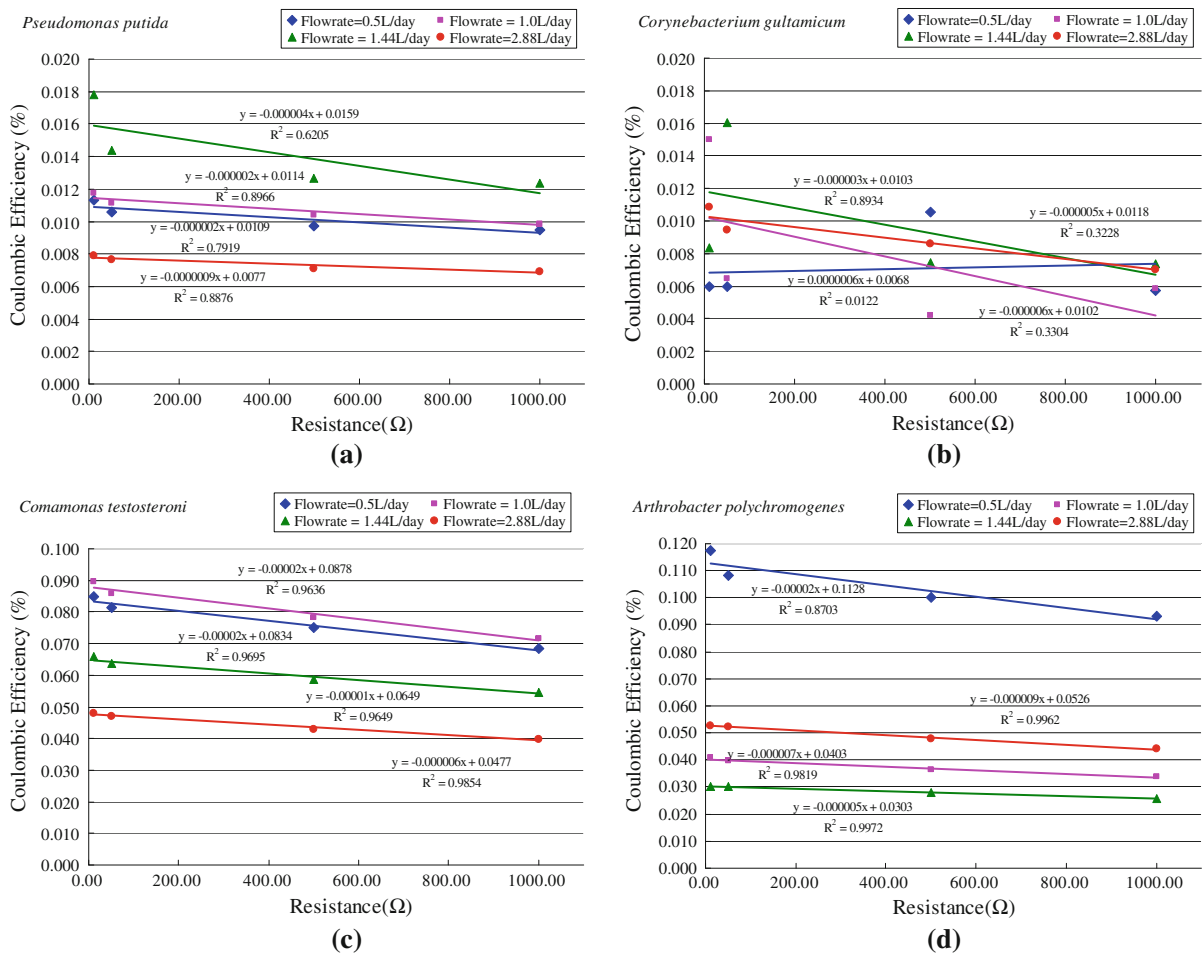 Pseudomonas putida
Flowrate=0.5L/day
Flowrate = 1.0L/day
Flowrate = 1.44L/day
Flowrate=2.88L/day
Coulombic Efficiency (%)
0.020
0.018
0.016
0.014
0.012
0.010
0.008
0.006
0.004
0.002
0.000
y = -0.000004x + 0.0159
R2 = 0.6205
y = -0.000002x + 0.0114
R2 = 0.8966
y = -0.000002x + 0.0109
R2 = 0.7919
y = -0.0000009x + 0.0077
R2 = 0.8876
0.00 200.00 400.00 600.00 800.00 1000.00
Resistance(Ω)
(a)
Corynebacterium gultamicum
Flowrate=0.5L/day
Flowrate = 1.0L/day
Flowrate = 1.44L/day
Flowrate=2.88L/day
Coulombic Efficiency (%)
0.020
0.018
0.016
0.014
0.012
0.010
0.008
0.006
0.004
0.002
0.000
y = -0.000003x + 0.0103
R2 = 0.8934
y = -0.000005x + 0.0118
R2 = 0.3228
y = 0.0000006x + 0.0068
R2 = 0.0122
y = -0.000006x + 0.0102
R2 = 0.3304
0.00 200.00 400.00 600.00 800.00 1000.00
Resistance(Ω)
(b)
Comamonas testosteroni
Flowrate=0.5L/day
Flowrate = 1.0L/day
Flowrate = 1.44L/day
Flowrate=2.88L/day
Coulombic Efficiency (%)
0.100
0.090
0.080
0.070
0.060
0.050
0.040
0.030
0.020
0.010
0.000
y = -0.00002x + 0.0878
R2 = 0.9636
y = -0.00002x + 0.0834
R2 = 0.9695
y = -0.00001x + 0.0649
R2 = 0.9649
y = -0.000006x + 0.0477
R2 = 0.9854
0.00 200.00 400.00 600.00 800.00 1000.00
Resistance(Ω)
(c)
Arthrobacter polychromogenes
Flowrate=0.5L/day
Flowrate = 1.0L/day
Flowrate = 1.44L/day
Flowrate=2.88L/day
Coulombic Efficiency (%)
0.120
0.110
0.100
0.090
0.080
0.070
0.060
0.050
0.040
0.030
0.020
0.010
0.000
y = -0.00002x + 0.1128
R2 = 0.8703
y = -0.000009x + 0.0526
R2 = 0.9962
y = -0.000007x + 0.0403
R2 = 0.9819
y = -0.000005x + 0.0303
R2 = 0.9972
0.00 200.00 400.00 600.00 800.00 1000.00
Resistance(Ω)
(d)